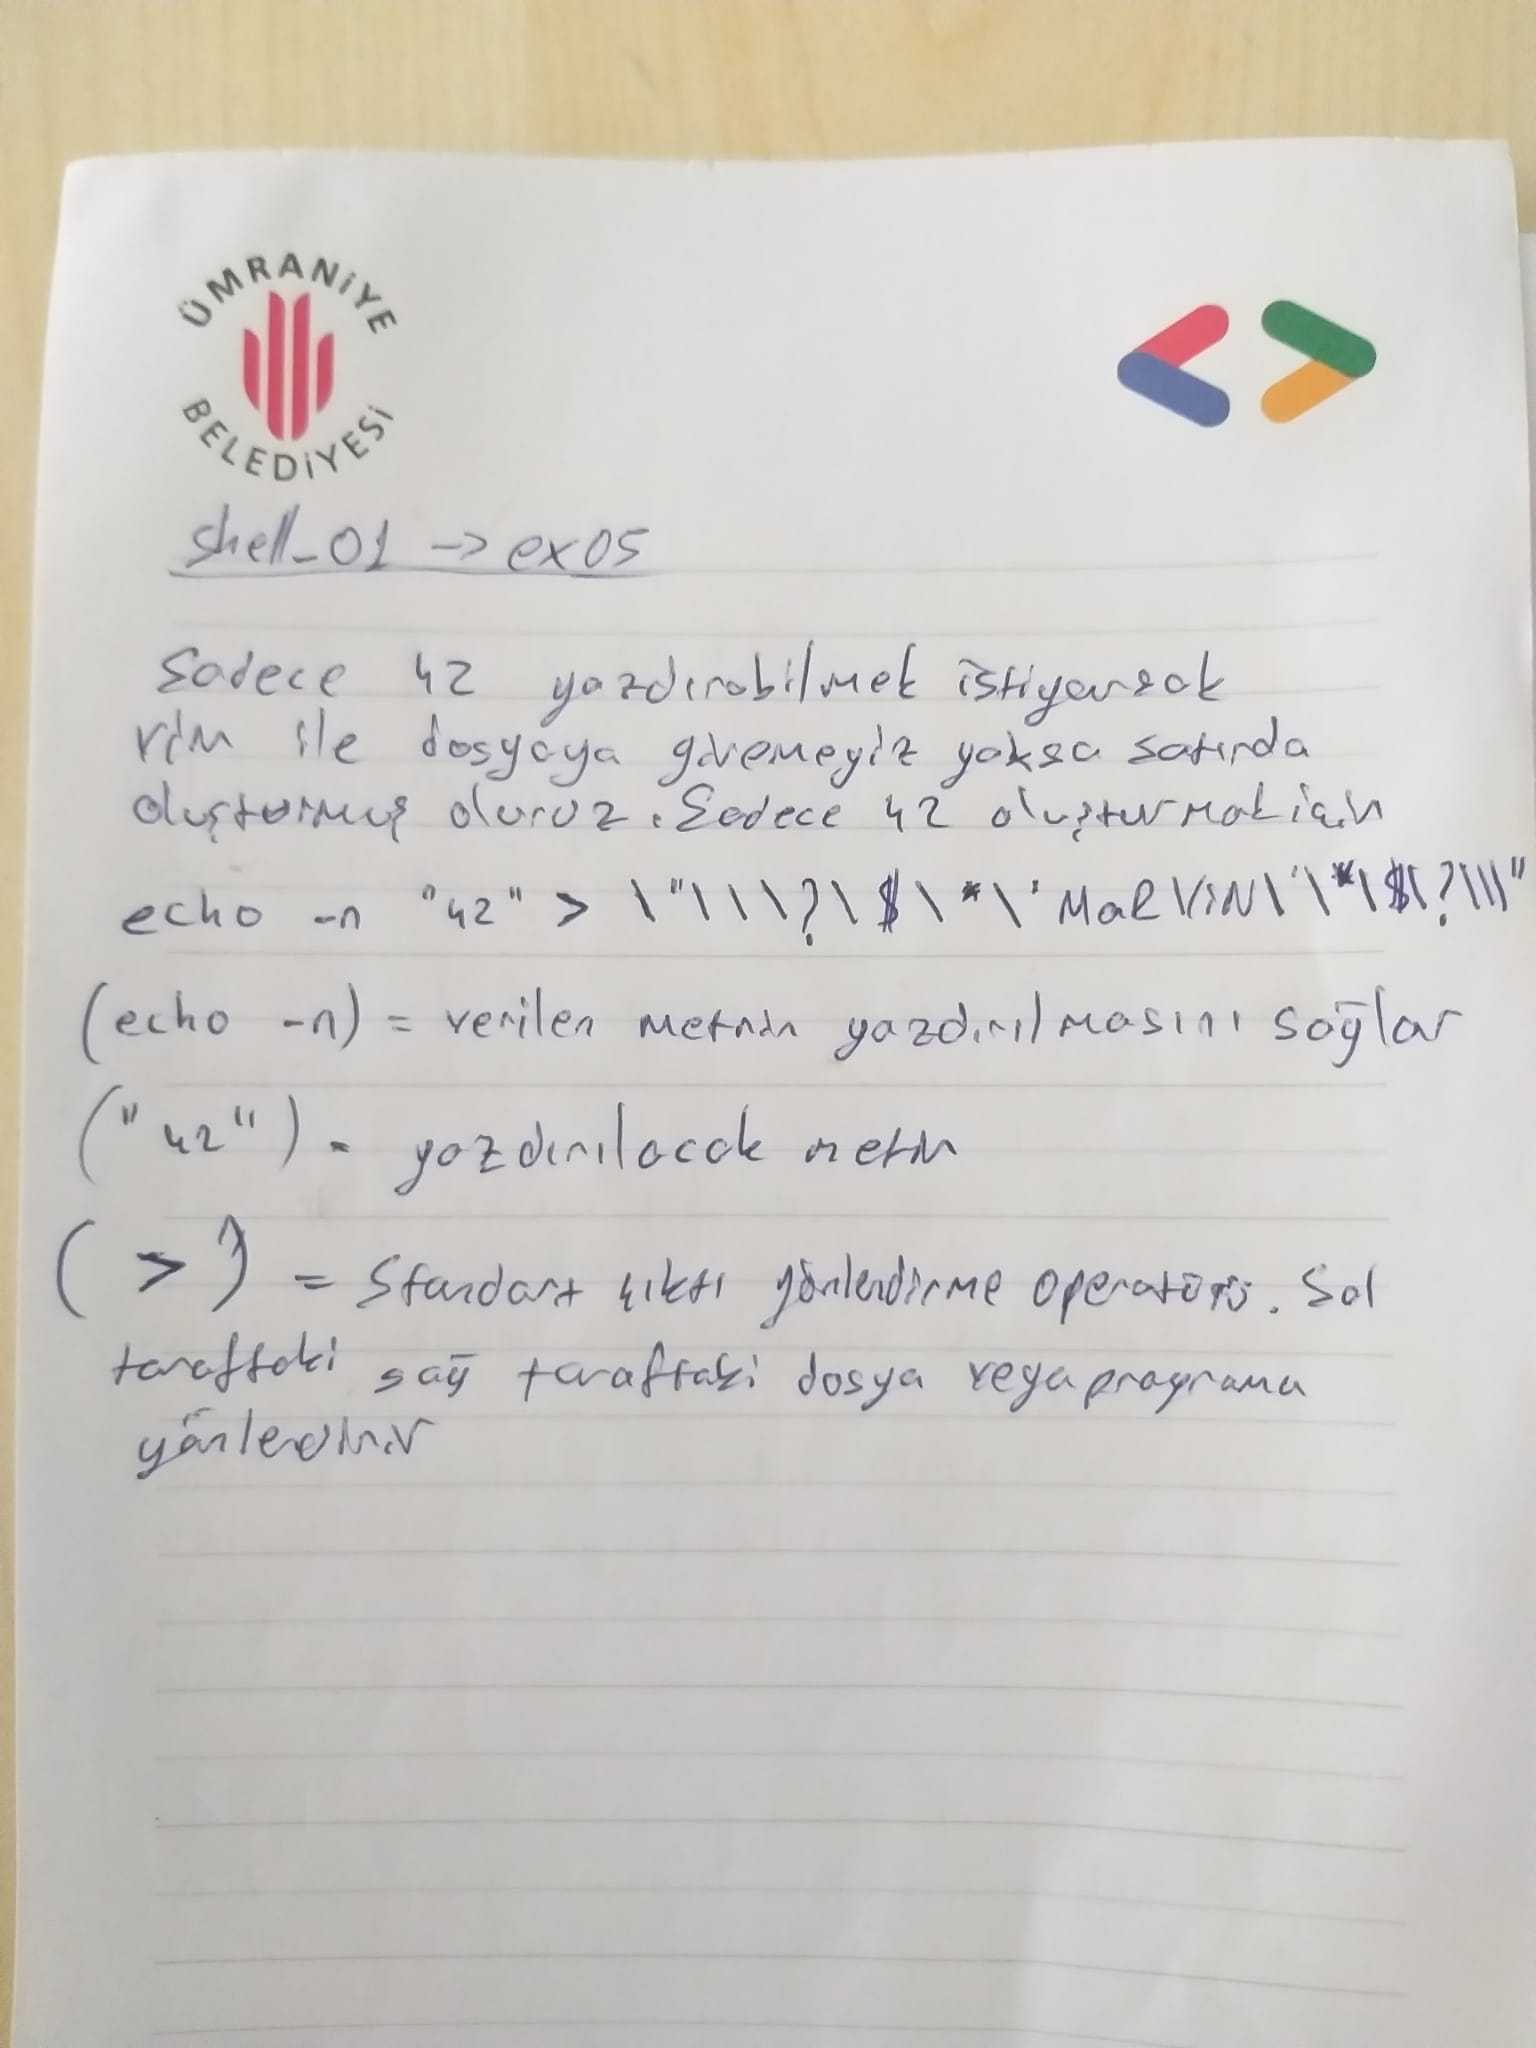 ÜMRANİYE
BELEDİYESİ
shell_01 -> ex05
Sadece 42 yazdırabilmek istiyorsak
vim ile dosyaya giremeyiz yoksa satırda
oluşturmuş oluruz. Sadece 42 oluşturmak için
echo -n "42" > \"\\\?\$\*\'MaRViN\'\*\$\?\\\"
(echo -n) = verilen metnin yazdırılmasını sağlar
("42") = yazdırılacak metin
( > ) = Standart çıktı yönlendirme operatörü. Sol
taraftaki sağ taraftaki dosya veya programa
yönlendirir